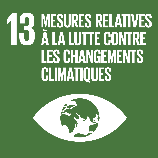 13 MESURES RELATIVES
À LA LUTTE CONTRE
LES CHANGEMENTS
CLIMATIQUES